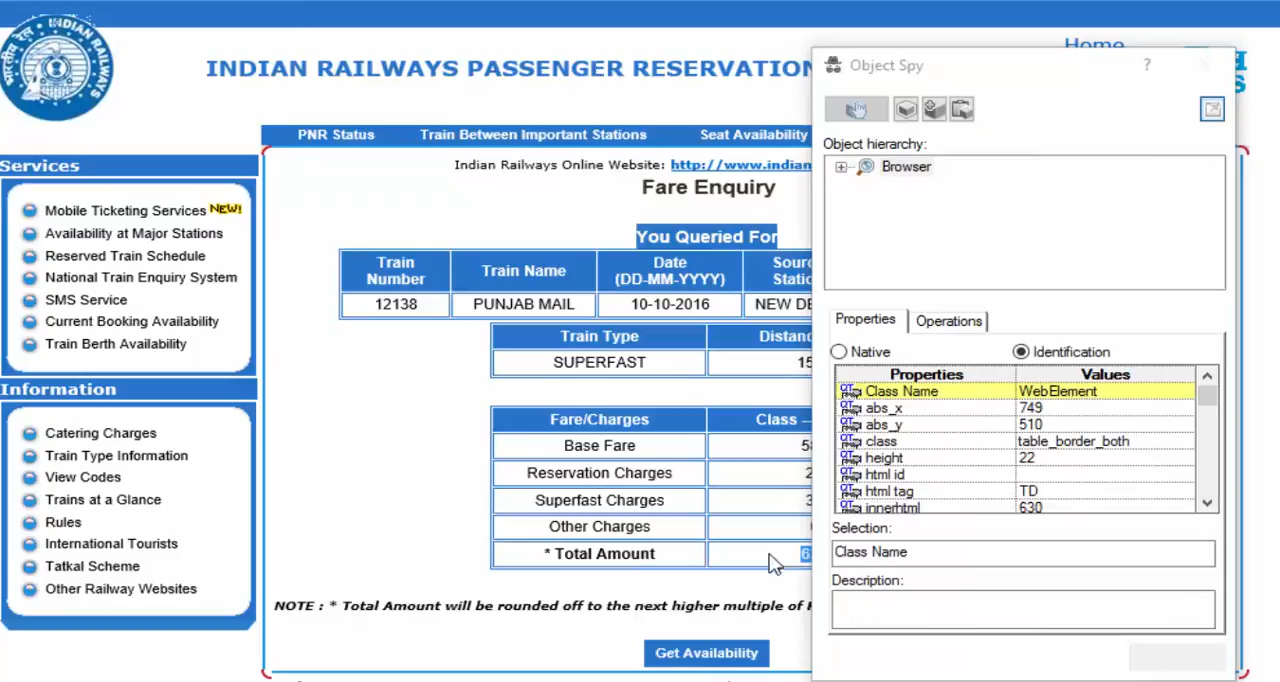 Home
INDIAN RAILWAYS PASSENGER RESERVATION
INDIAN RAILWAYS
भारतीय रेल
PNR Status Train Between Important Stations Seat Availability
Indian Railways Online Website: http://www.indian
Fare Enquiry
Services
Mobile Ticketing Services NEW!
Availability at Major Stations
Reserved Train Schedule
National Train Enquiry System
SMS Service
Current Booking Availability
Train Berth Availability
Information
Catering Charges
Train Type Information
View Codes
Trains at a Glance
Rules
International Tourists
Tatkal Scheme
Other Railway Websites
You Queried For
Train Number Train Name Date (DD-MM-YYYY)
12138 PUNJAB MAIL 10-10-2016 NEW
Train Type
SUPERFAST
Fare/Charges Class
Base Fare
Reservation Charges
Superfast Charges
Other Charges
* Total Amount
NOTE : * Total Amount will be rounded off to the next higher multiple of
Get Availability
Object Spy ?
Object hierarchy:
Browser
Properties Operations
Native Identification
Properties Values
Class Name WebElement
abs_x 749
abs_y 510
class table_border_both
height 22
html id
html tag TD
innerhtml 630
Selection:
Class Name
Description: